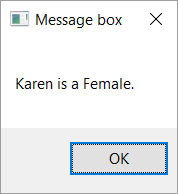 Message box
Karen is a Female.
OK